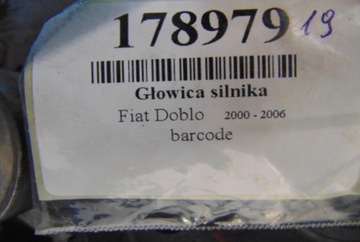 178979 19
Głowica silnika
Fiat Doblo 2000 - 2006
barcode